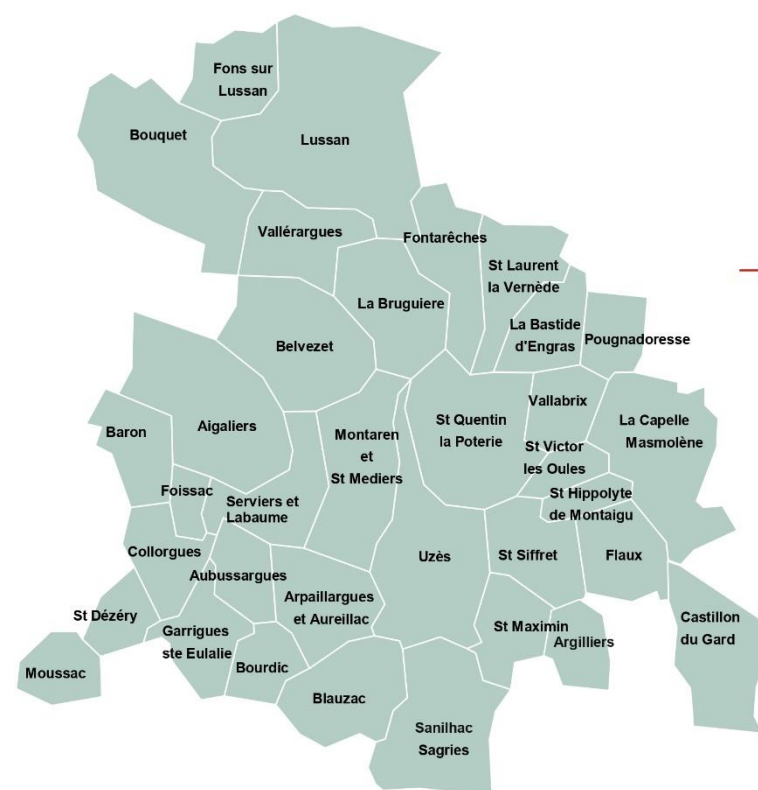 Fons sur
Lussan
Bouquet
Lussan
Vallérargues
Fontarêches
St Laurent
la Vernède
La Bruguiere
La Bastide
d'Engras
Pougnadoresse
Belvezet
Vallabrix
St Quentin
la Poterie
La Capelle
Masmolène
Aigaliers
Baron
Montaren
et
St Mediers
St Victor
les Oules
Foissac
Serviers et
Labaume
St Hippolyte
de Montaigu
Collorgues
Aubussargues
Uzès
St Siffret
Flaux
Arpaillargues
et Aureillac
St Dézéry
Garrigues
ste Eulalie
St Maximin
Argilliers
Castillon
du Gard
Moussac
Bourdic
Blauzac
Sanilhac
Sagries